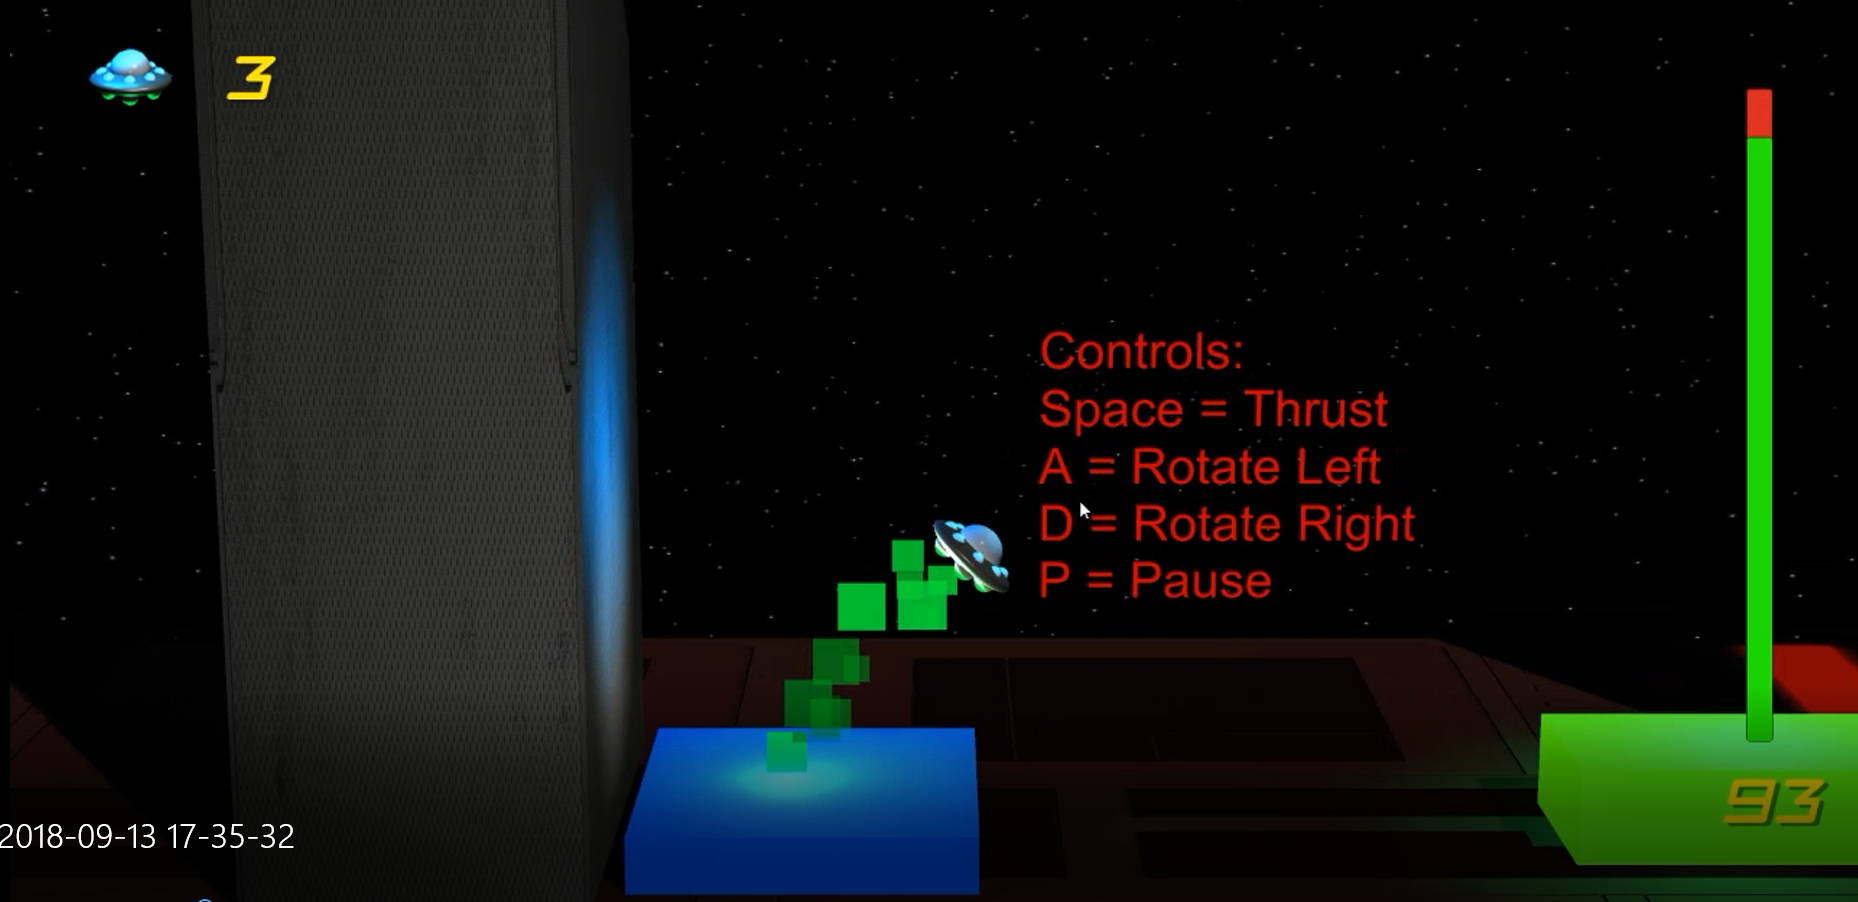 3
Controls:
Space = Thrust
A = Rotate Left
D = Rotate Right
P = Pause
93
2018-09-13 17-35-32